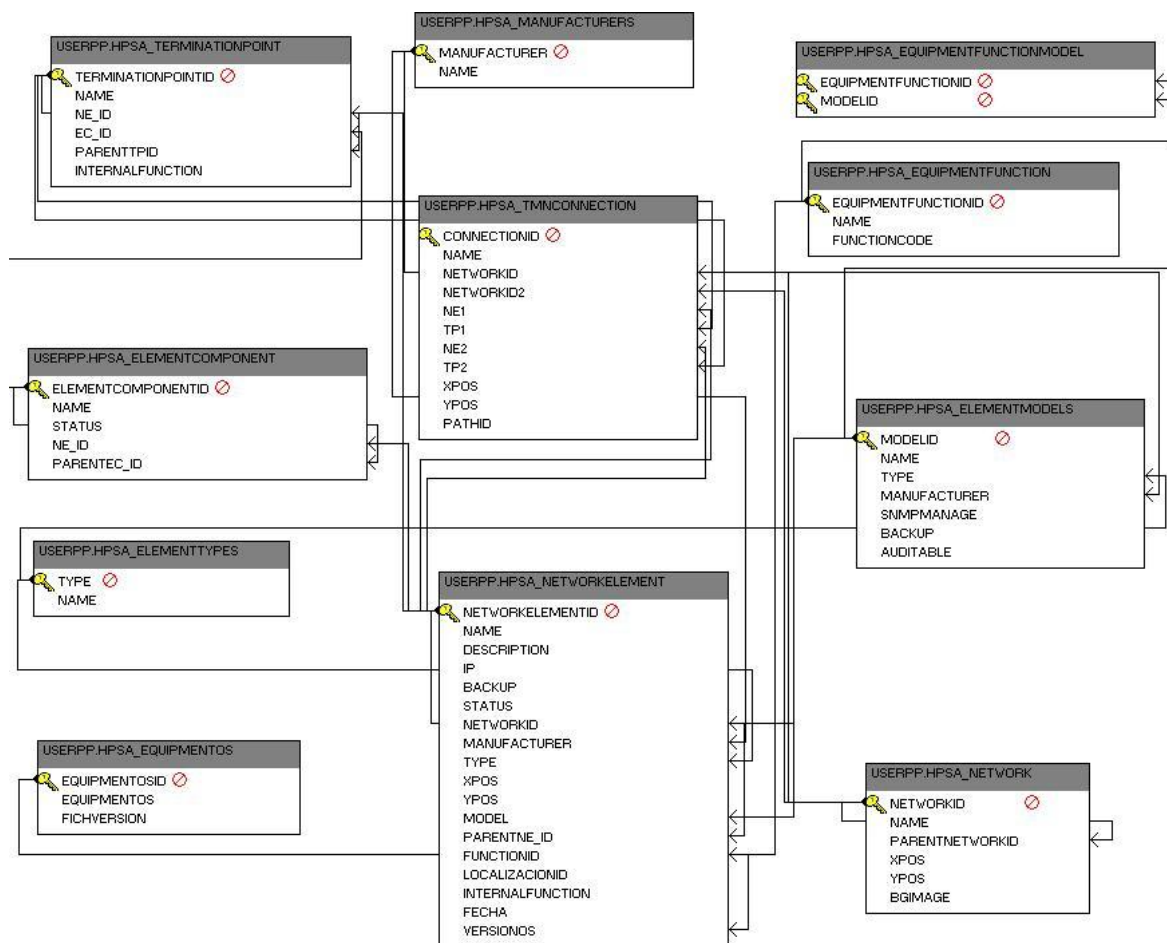 USERPP.HPSA_TERMINATIONPOINT
TERMINATIONPOINTID
NAME
NE_ID
EC_ID
PARENTTPID
INTERNALFUNCTION
USERPP.HPSA_MANUFACTURERS
MANUFACTURER
NAME
USERPP.HPSA_EQUIPMENTFUNCTIONMODEL
EQUIPMENTFUNCTIONID
MODELID
USERPP.HPSA_EQUIPMENTFUNCTION
EQUIPMENTFUNCTIONID
NAME
FUNCTIONCODE
USERPP.HPSA_TMNCONNECTION
CONNECTIONID
NAME
NETWORKID
NETWORKID2
NE1
TP1
NE2
TP2
XPOS
YPOS
PATHID
USERPP.HPSA_ELEMENTCOMPONENT
ELEMENTCOMPONENTID
NAME
STATUS
NE_ID
PARENTEC_ID
USERPP.HPSA_ELEMENTMODELS
MODELID
NAME
TYPE
MANUFACTURER
SNMPMANAGE
BACKUP
AUDITABLE
USERPP.HPSA_ELEMENTTYPES
TYPE
NAME
USERPP.HPSA_NETWORKELEMENT
NETWORKELEMENTID
NAME
DESCRIPTION
IP
BACKUP
STATUS
NETWORKID
MANUFACTURER
TYPE
XPOS
YPOS
MODEL
PARENTNE_ID
FUNCTIONID
LOCALIZACIONID
INTERNALFUNCTION
FECHA
VERSIONOS
USERPP.HPSA_EQUIPMENTOS
EQUIPMENTOSID
EQUIPMENTOS
FICHVERSION
USERPP.HPSA_NETWORK
NETWORKID
NAME
PARENTNETWORKID
XPOS
YPOS
BGIMAGE